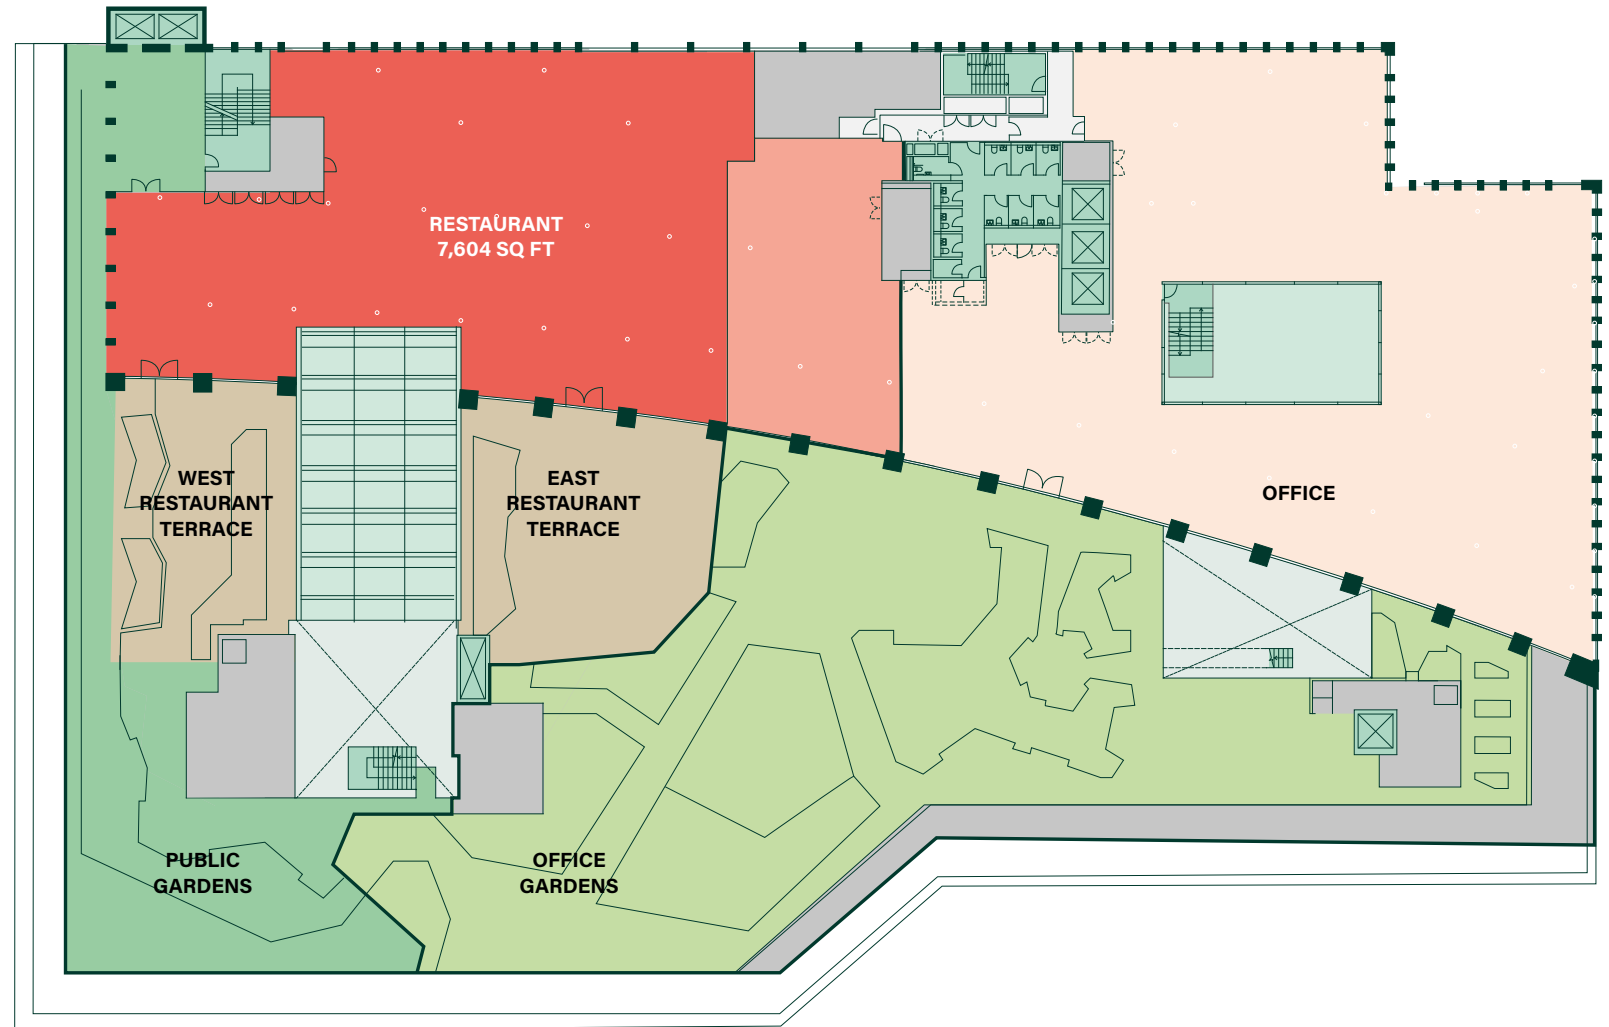 RESTAURANT
7,604 SQ FT
WEST
RESTAURANT
TERRACE
EAST
RESTAURANT
TERRACE
OFFICE
PUBLIC
GARDENS
OFFICE
GARDENS